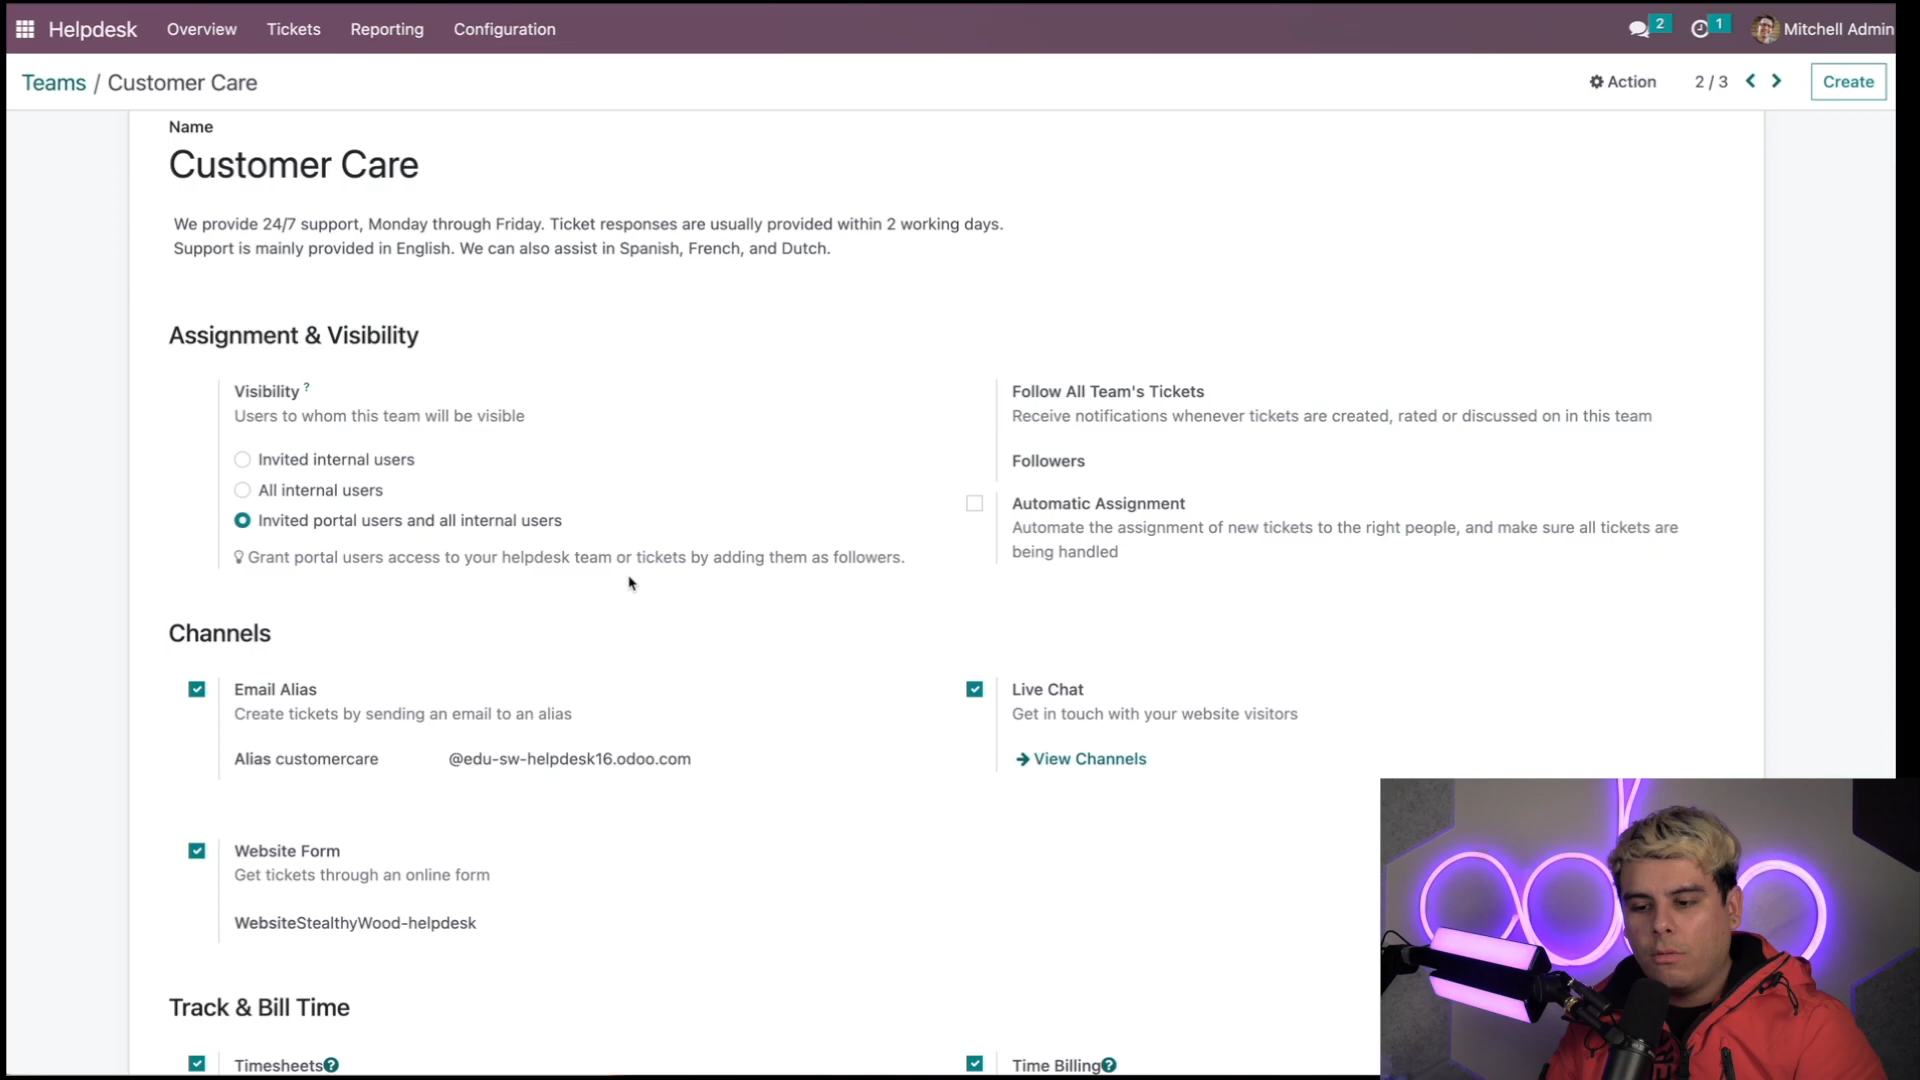 Helpdesk Overview Tickets Reporting Configuration 2 1 Mitchell Admin
Teams / Customer Care Action 2 / 3 Create
Name
Customer Care
We provide 24/7 support, Monday through Friday. Ticket responses are usually provided within 2 working days.
Support is mainly provided in English. We can also assist in Spanish, French, and Dutch.
Assignment & Visibility
Visibility ?
Users to whom this team will be visible
Invited internal users
All internal users
Invited portal users and all internal users
Grant portal users access to your helpdesk team or tickets by adding them as followers.
Follow All Team's Tickets
Receive notifications whenever tickets are created, rated or discussed on in this team
Followers
Automatic Assignment
Automate the assignment of new tickets to the right people, and make sure all tickets are
being handled
Channels
Email Alias
Create tickets by sending an email to an alias
Alias customercare @edu-sw-helpdesk16.odoo.com
Live Chat
Get in touch with your website visitors
View Channels
Website Form
Get tickets through an online form
WebsiteStealthyWood-helpdesk
Track & Bill Time
Timesheets ?
Time Billing ?